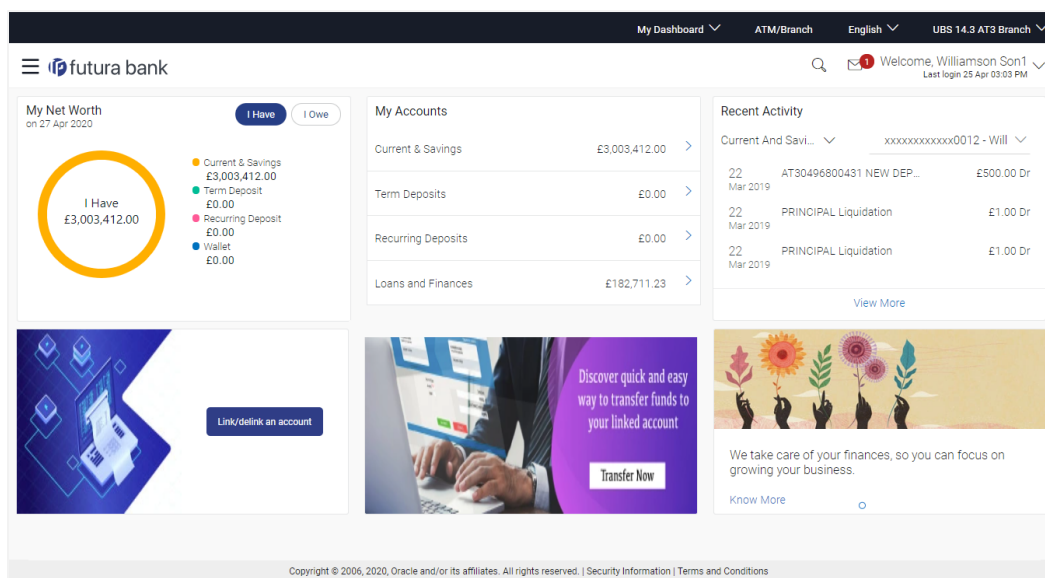 My Dashboard
ATM/Branch
English
UBS 14.3 AT3 Branch
futura bank
1
Welcome, Williamson Son1
Last login 25 Apr 03:03 PM
My Net Worth
on 27 Apr 2020
I Have
I Owe
I Have
£3,003,412.00
Current & Savings
£3,003,412.00
Term Deposit
£0.00
Recurring Deposit
£0.00
Wallet
£0.00
My Accounts
Current & Savings £3,003,412.00
Term Deposits £0.00
Recurring Deposits £0.00
Loans and Finances £182,711.23
Recent Activity
Current And Savi... xxxxxxxxxxxx0012 - Will
22 AT30496800431 NEW DEP... £500.00 Dr
Mar 2019
22 PRINCIPAL Liquidation £1.00 Dr
Mar 2019
22 PRINCIPAL Liquidation £1.00 Dr
Mar 2019
View More
Link/delink an account
Discover quick and easy
way to transfer funds to
your linked account
Transfer Now
We take care of your finances, so you can focus on
growing your business.
Know More
Copyright © 2006, 2020, Oracle and/or its affiliates. All rights reserved. | Security Information | Terms and Conditions